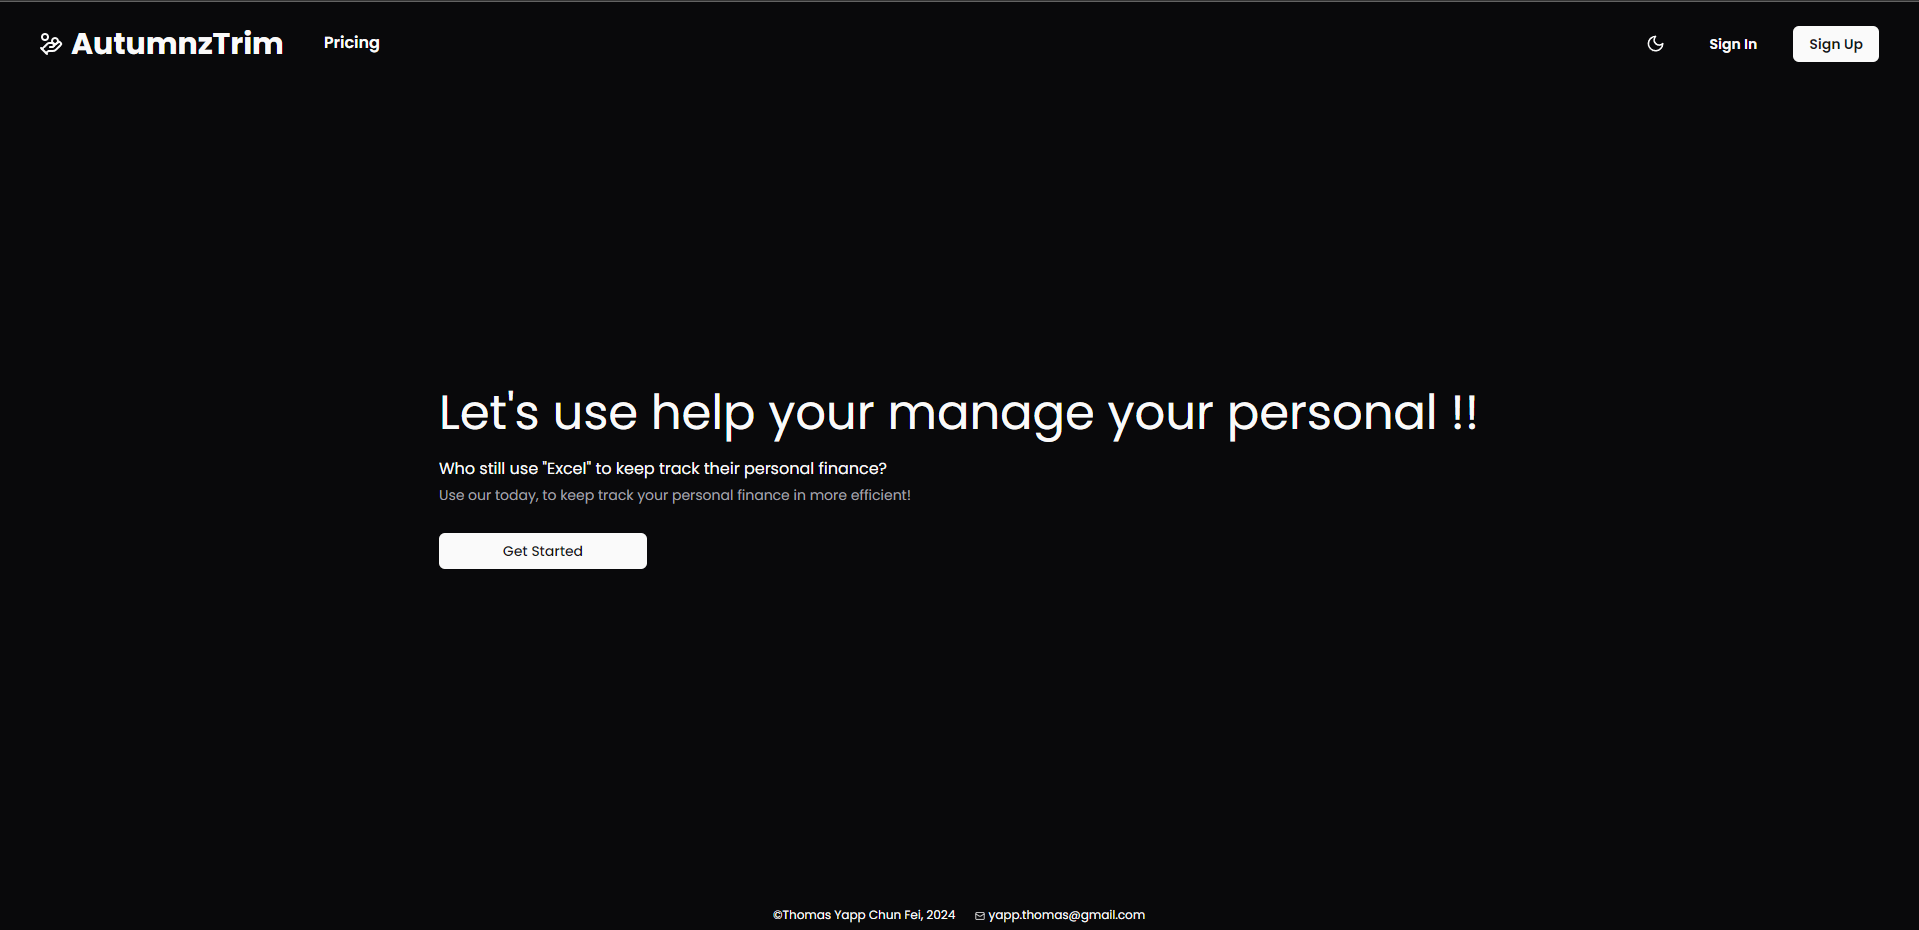 AutumnzTrim
Pricing
Sign In
Sign Up
Let's use help your manage your personal !!
Who still use "Excel" to keep track their personal finance?
Use our today, to keep track your personal finance in more efficient!
Get Started
©Thomas Yapp Chun Fei, 2024
yapp.thomas@gmail.com